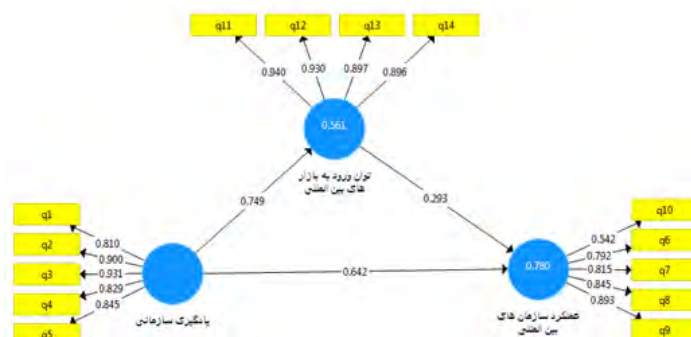 q11
q12
q13
q14
0.940
0.930
0.897
0.896
0.561
توان ورود به بازار
های بین المللی
0.749
0.293
q1
q2
q3
q4
q5
0.810
0.900
0.931
0.829
0.845
یادگیری سازمانی
0.642
0.780
عملکرد سازمان های
بین المللی
0.542
0.792
0.815
0.845
0.893
q10
q6
q7
q8
q9